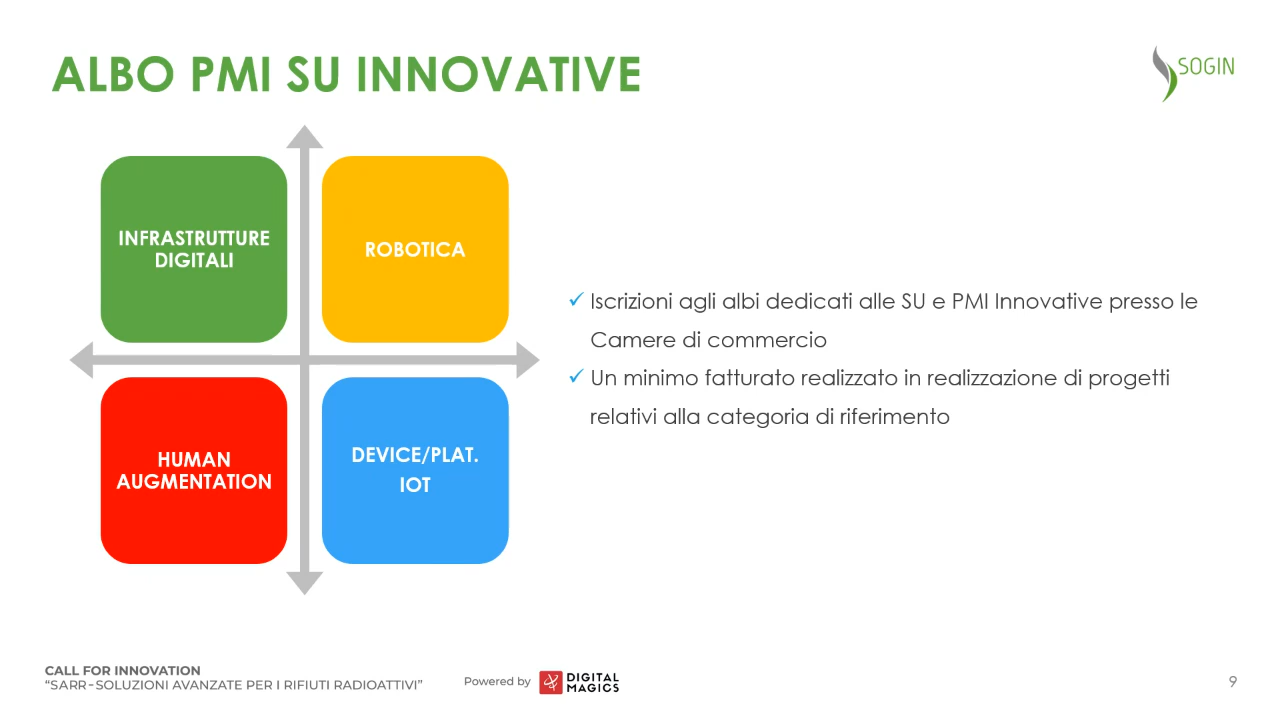 ALBO PMI SU INNOVATIVE
SOGIN
INFRASTRUTTURE
DIGITALI
ROBOTICA
HUMAN
AUGMENTATION
DEVICE/PLAT.
IOT
✓ Iscrizioni agli albi dedicati alle SU e PMI Innovative presso le
Camere di commercio
✓ Un minimo fatturato realizzato in realizzazione di progetti
relativi alla categoria di riferimento
CALL FOR INNOVATION
“SARR-SOLUZIONI AVANZATE PER I RIFIUTI RADIOATTIVI”
Powered by
DIGITAL
MAGICS
9